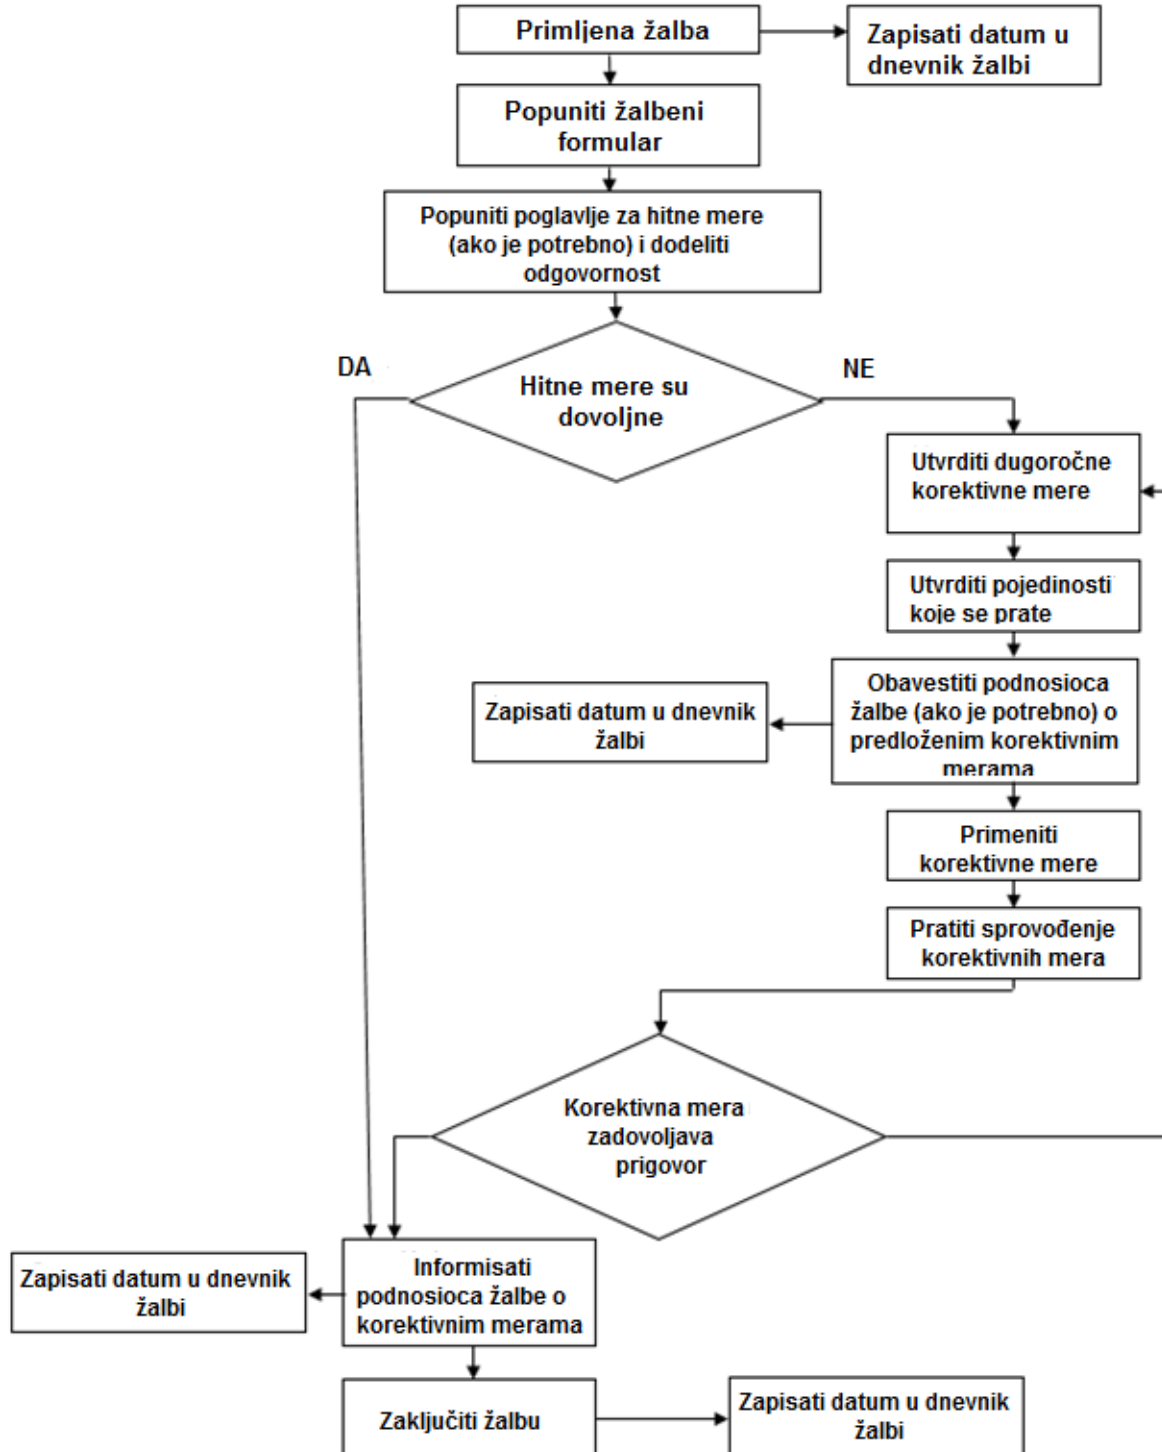 Primljena žalba
Zapisati datum u
dnevnik žalbi
Popuniti žalbeni
formular
Popuniti poglavlje za hitne mere
(ako je potrebno) i dodeliti
odgovornost
DA
NE
Hitne mere su
dovoljne
Utvrditi dugoročne
korektivne mere
Utvrditi pojedinosti
koje se prate
Obavestiti podnosioca
žalbe (ako je potrebno) o
predloženim korektivnim
merama
Zapisati datum u dnevnik
žalbi
Primeniti
korektivne mere
Pratiti sprovođenje
korektivnih mera
Korektivna mera
zadovoljava
prigovor
Informisati
podnosioca žalbe o
korektivnim merama
Zapisati datum u dnevnik
žalbi
Zaključiti žalbu
Zapisati datum u dnevnik
žalbi